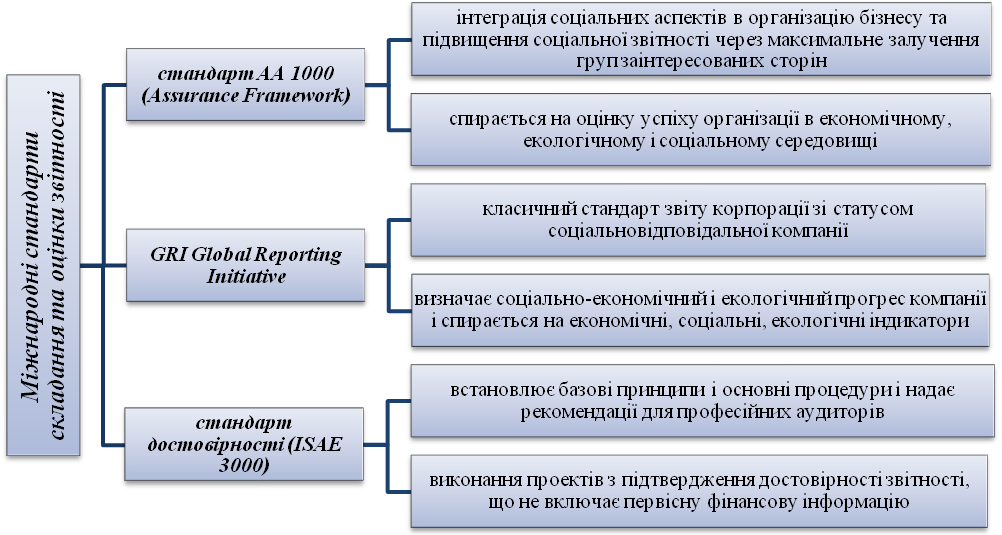 Міжнародні стандарти
складання та оцінки звітності
стандарт АА 1000
(Assurance Framework)
інтеграція соціальних аспектів в організацію бізнесу та
підвищення соціальної звітності через максимальне залучення
груп заінтересованих сторін
спирається на оцінку успіху організації в економічному,
екологічному і соціальному середовищі
GRI Global Reporting
Initiative
класичний стандарт звіту корпорації зі статусом
соціальновідповідальної компанії
визначає соціально-економічний і екологічний прогрес компанії
і спирається на економічні, соціальні, екологічні індикатори
стандарт
достовірності (ISAE
3000)
встановлює базові принципи і основні процедури і надає
рекомендації для професійних аудиторів
виконання проектів з підтвердження достовірності звітності,
що не включає первісну фінансову інформацію